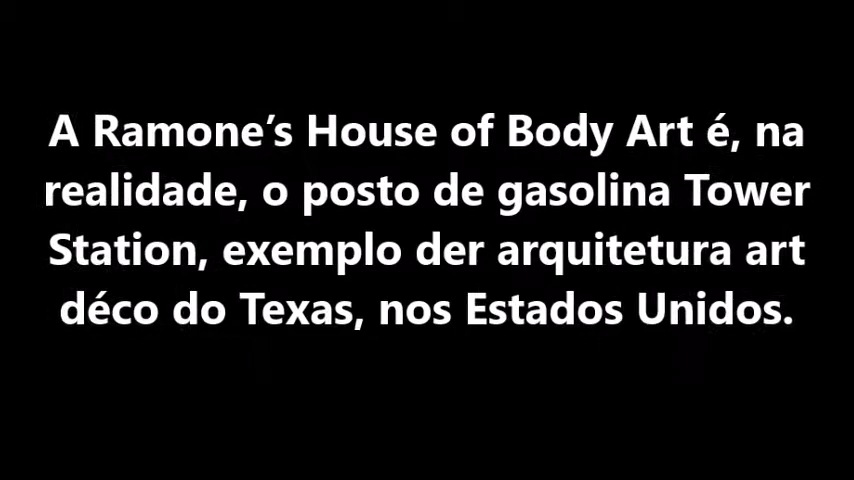 A Ramone’s House of Body Art é, na
realidade, o posto de gasolina Tower
Station, exemplo der arquitetura art
déco do Texas, nos Estados Unidos.